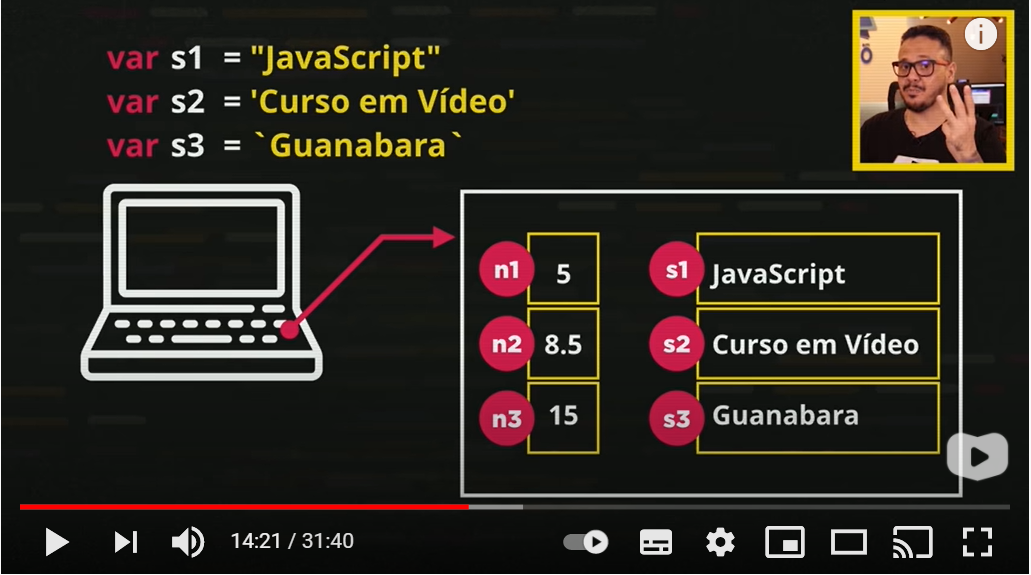 var s1 = "JavaScript"
var s2 = 'Curso em Vídeo'
var s3 = `Guanabara`
n1 5 s1 JavaScript
n2 8.5 s2 Curso em Vídeo
n3 15 s3 Guanabara
14:21 / 31:40